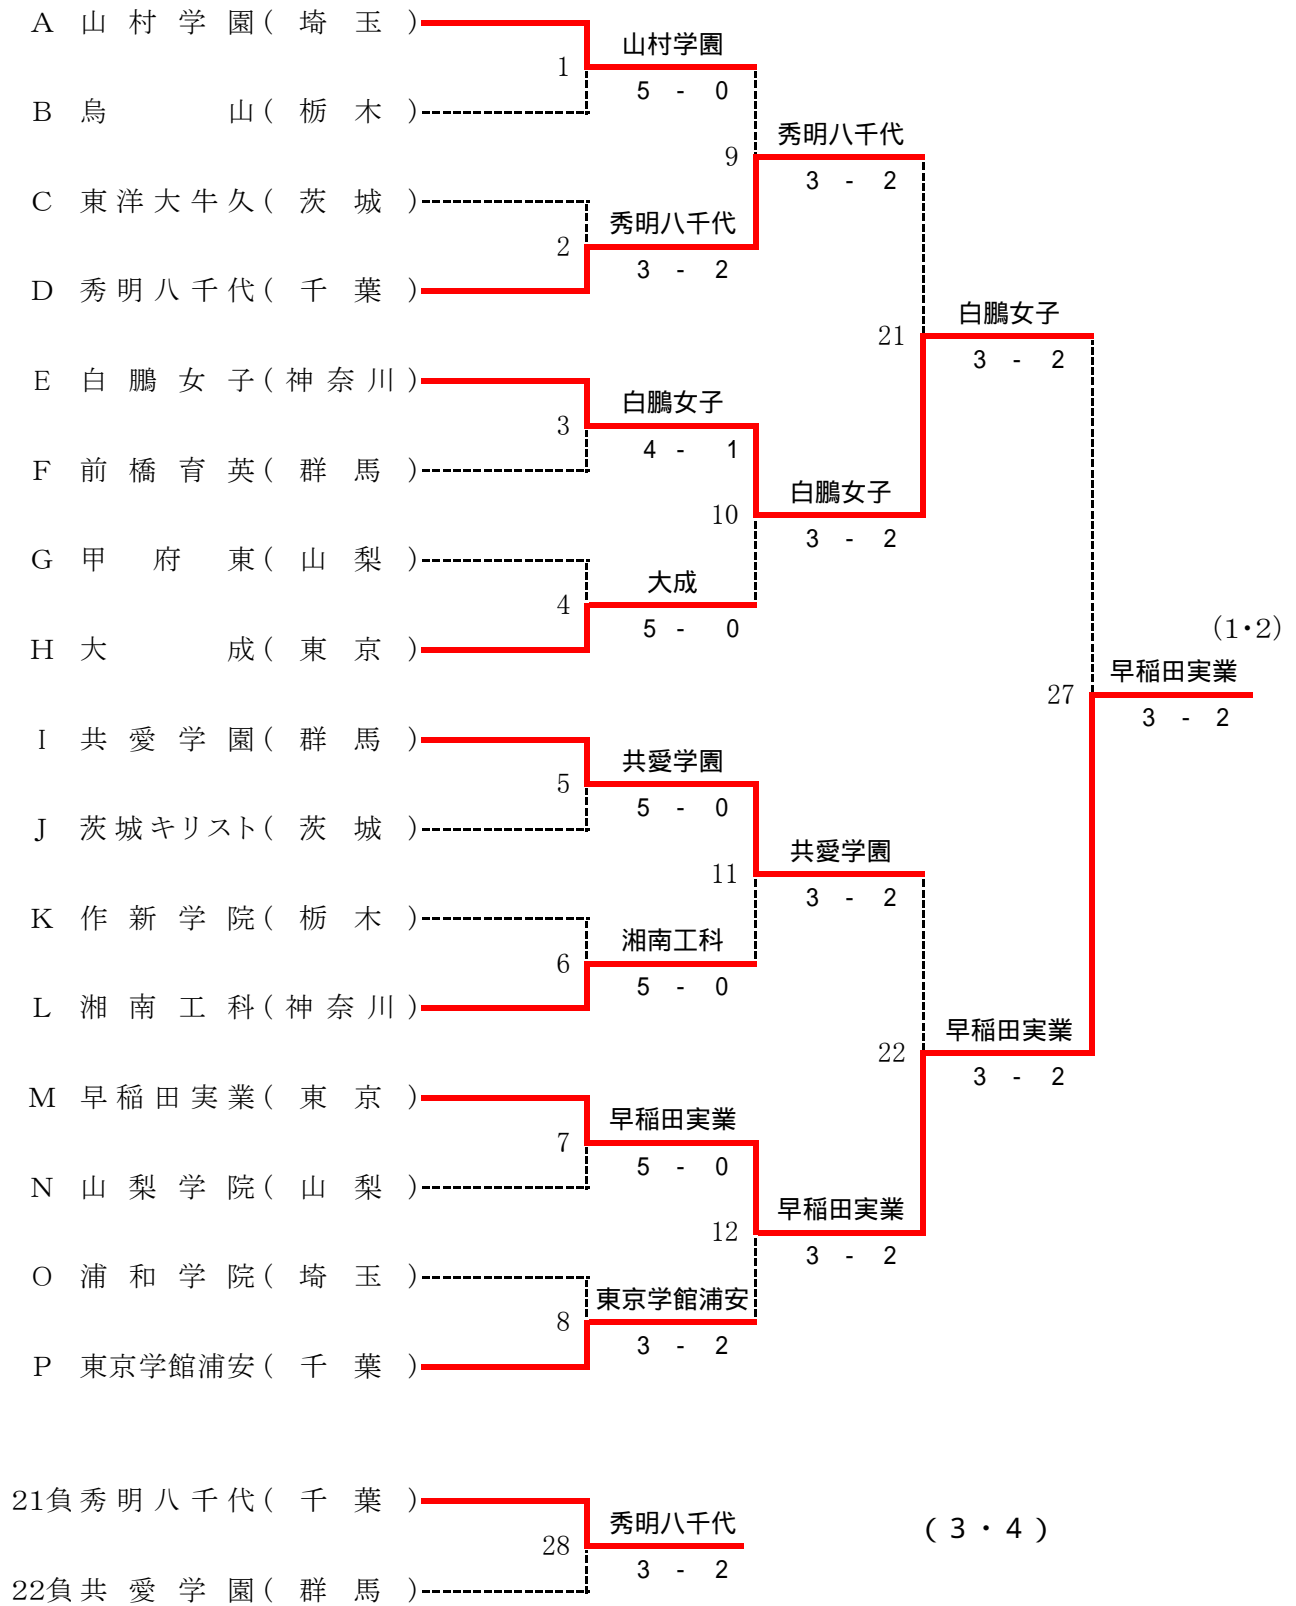 A 山村学園(埼玉)
山村学園
1
5 - 0
B 烏山(栃木)
秀明八千代
9
3 - 2
C 東洋大牛久(茨城)
秀明八千代
2
3 - 2
D 秀明八千代(千葉)
白鵬女子
21
3 - 2
E 白鵬女子(神奈川)
白鵬女子
3
4 - 1
F 前橋育英(群馬)
白鵬女子
10
3 - 2
G 甲府東(山梨)
大成
4
5 - 0
(1・2)
H 大成(東京)
早稲田実業
27
3 - 2
I 共愛学園(群馬)
共愛学園
5
5 - 0
J 茨城キリスト(茨城)
共愛学園
11
3 - 2
K 作新学院(栃木)
湘南工科
6
5 - 0
L 湘南工科(神奈川)
早稲田実業
22
3 - 2
M 早稲田実業(東京)
早稲田実業
7
5 - 0
N 山梨学院(山梨)
早稲田実業
12
3 - 2
O 浦和学院(埼玉)
東京学館浦安
8
3 - 2
P 東京学館浦安(千葉)
21負 秀明八千代(千葉)
秀明八千代
(3・4)
28
3 - 2
22負 共愛学園(群馬)